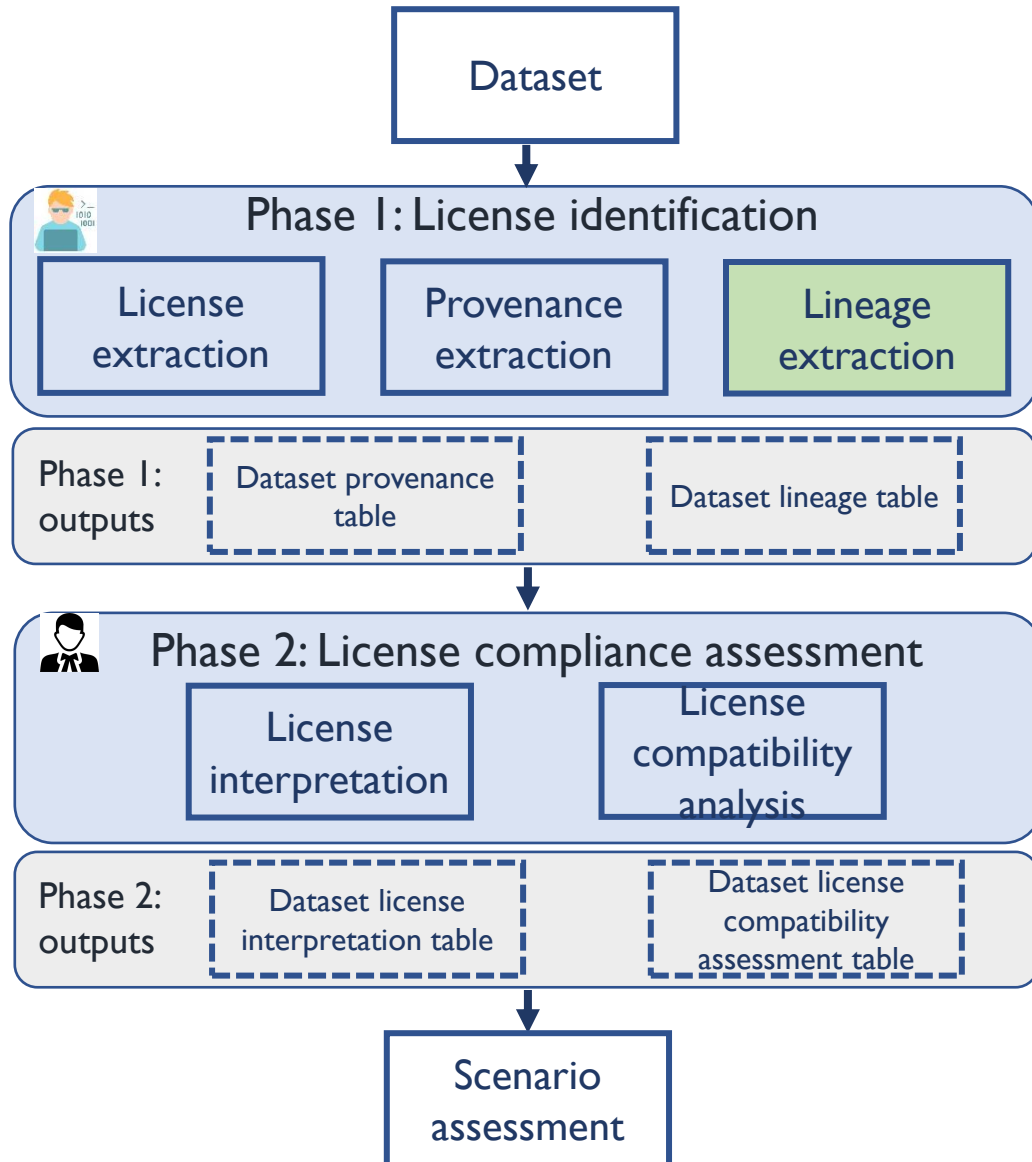 Dataset
>_
1010
1001
Phase 1: License identification
License
extraction
Provenance
extraction
Lineage
extraction
Phase 1:
outputs
Dataset provenance
table
Dataset lineage table
Phase 2: License compliance assessment
License
interpretation
License
compatibility
analysis
Phase 2:
outputs
Dataset license
interpretation table
Dataset license
compatibility
assessment table
Scenario
assessment